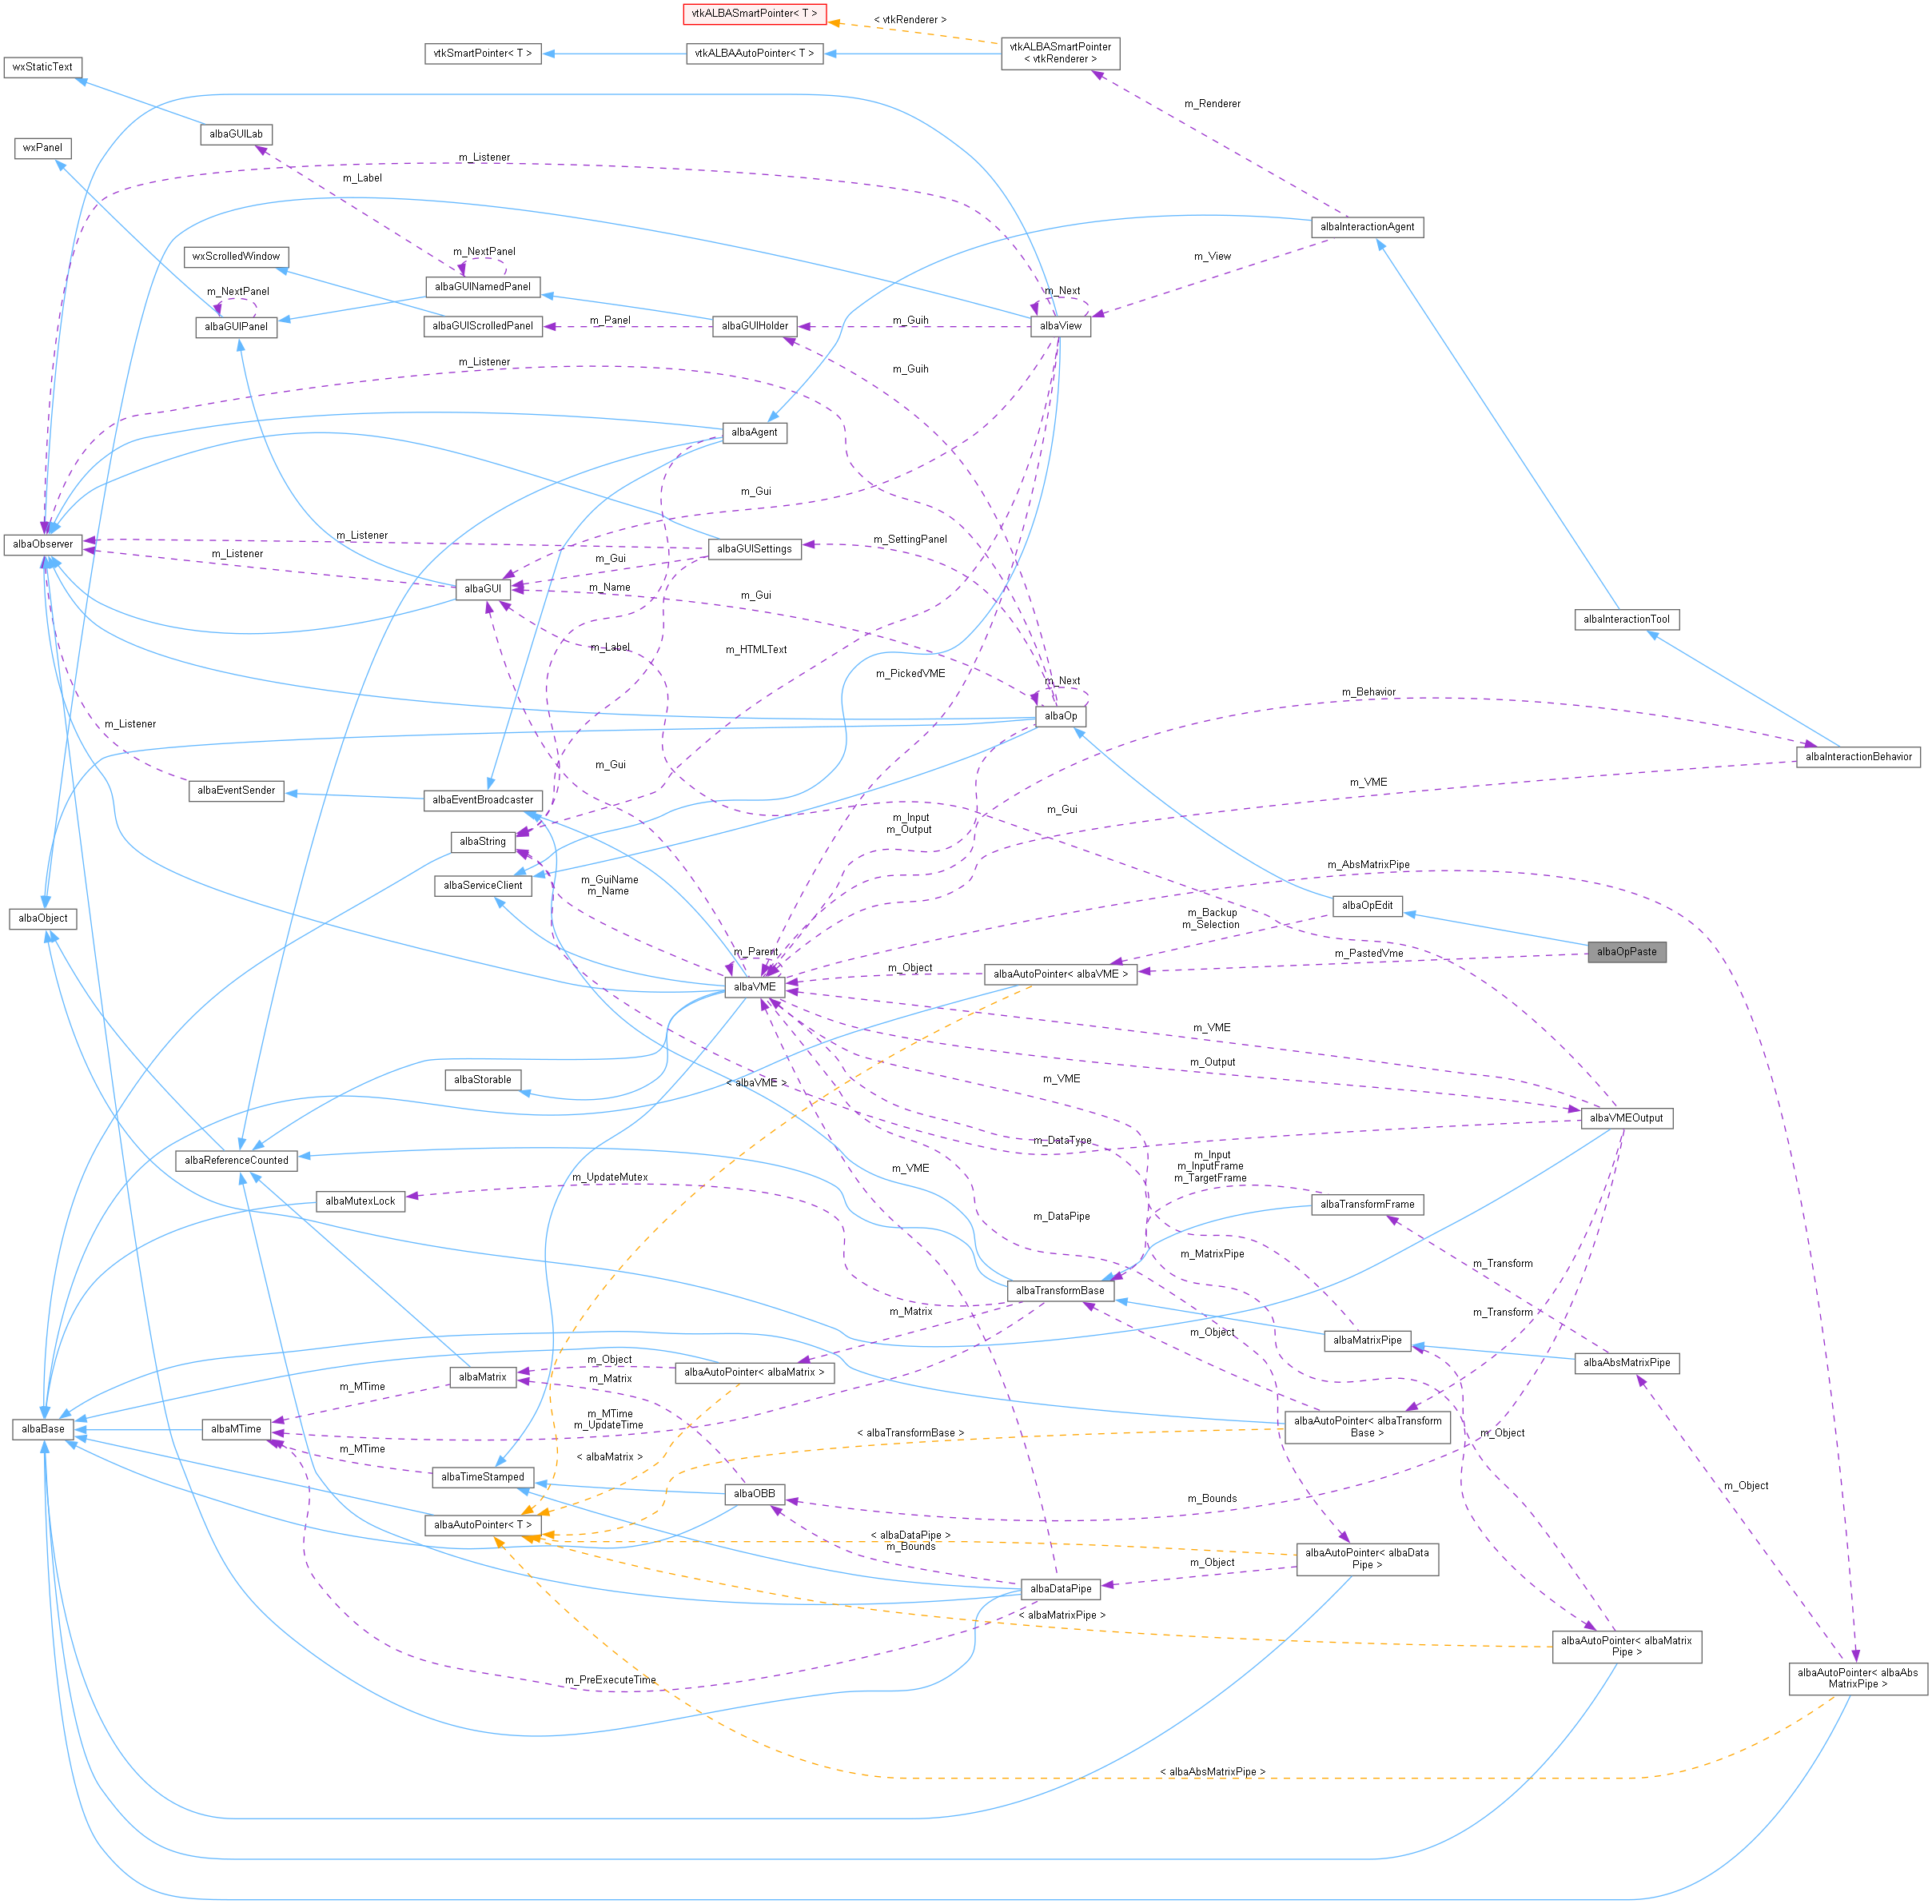 vtkALBASmartPointer< T >
< vtkRenderer >
vtkSmartPointer< T >
vtkALBAAutoPointer< T >
vtkALBASmartPointer
< vtkRenderer >
wxStaticText
m_Renderer
albaGUILab
wxPanel
m_Listener
m_Label
albaInteractionAgent
m_NextPanel
wxScrolledWindow
m_View
albaGUINamedPanel
m_NextPanel
m_Next
albaGUIPanel
albaGUIScrolledPanel
m_Panel
albaGUIHolder
m_Guih
albaView
m_Listener
m_Guih
albaAgent
m_Gui
albaObserver
m_Listener
m_Listener
albaGUISettings
m_SettingPanel
m_Gui
albaGUI
m_Name
m_Gui
albaInteractionTool
m_Label
m_HTMLText
m_PickedVME
m_Next
m_Behavior
albaOp
m_Listener
albaInteractionBehavior
m_Gui
m_VME
albaEventSender
albaEventBroadcaster
m_Input
m_Output
m_Gui
albaString
m_AbsMatrixPipe
m_GuiName
m_Name
albaServiceClient
albaOpEdit
albaObject
m_Backup
m_Selection
m_Parent
m_PastedVme
albaOpPaste
albaVME
m_Object
albaAutoPointer< albaVME >
m_VME
m_Output
albaStorable
< albaVME >
m_VME
albaVMEOutput
m_DataType
albaReferenceCounted
m_VME
m_Input
m_InputFrame
m_TargetFrame
m_UpdateMutex
albaMutexLock
albaTransformFrame
m_DataPipe
m_MatrixPipe
m_Transform
albaTransformBase
m_Matrix
m_Transform
m_Object
albaMatrixPipe
albaAbsMatrixPipe
m_Object
albaMatrix
albaAutoPointer< albaMatrix >
m_MTime
m_Matrix
m_MTime
m_UpdateTime
albaAutoPointer< albaTransform
Base >
albaBase
albaMTime
< albaTransformBase >
m_Object
m_MTime
< albaMatrix >
albaTimeStamped
albaOBB
m_Object
m_Bounds
albaAutoPointer< T >
< albaDataPipe >
m_Bounds
albaAutoPointer< albaData
Pipe >
m_Object
albaDataPipe
< albaMatrixPipe >
albaAutoPointer< albaMatrix
Pipe >
m_PreExecuteTime
albaAutoPointer< albaAbs
MatrixPipe >
< albaAbsMatrixPipe >